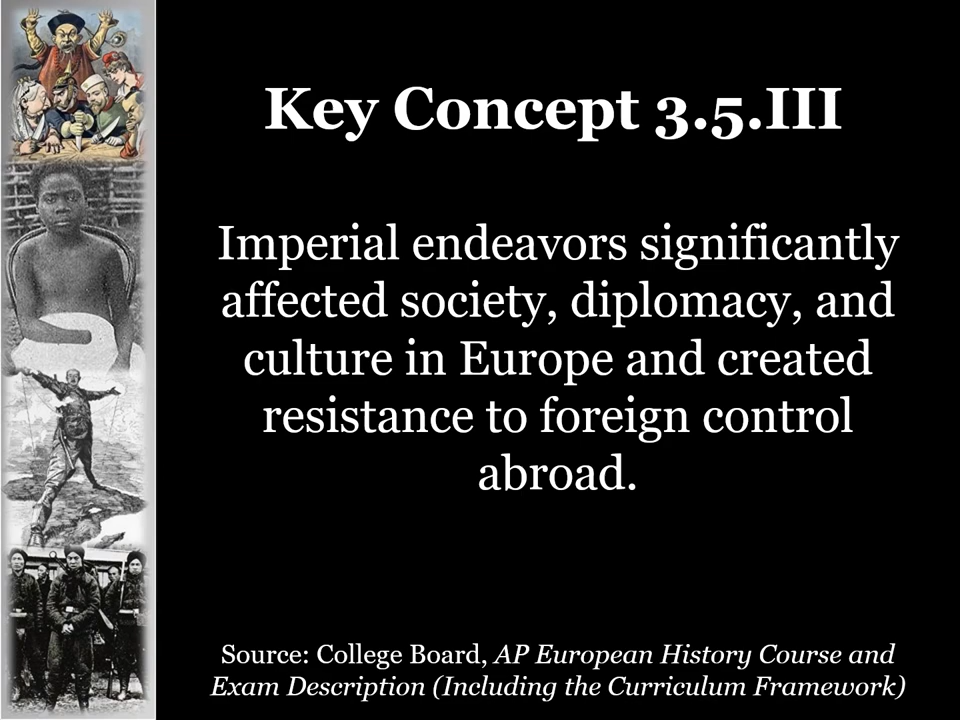 Key Concept 3.5.III
Imperial endeavors significantly
affected society, diplomacy, and
culture in Europe and created
resistance to foreign control
abroad.
Source: College Board, AP European History Course and
Exam Description (Including the Curriculum Framework)